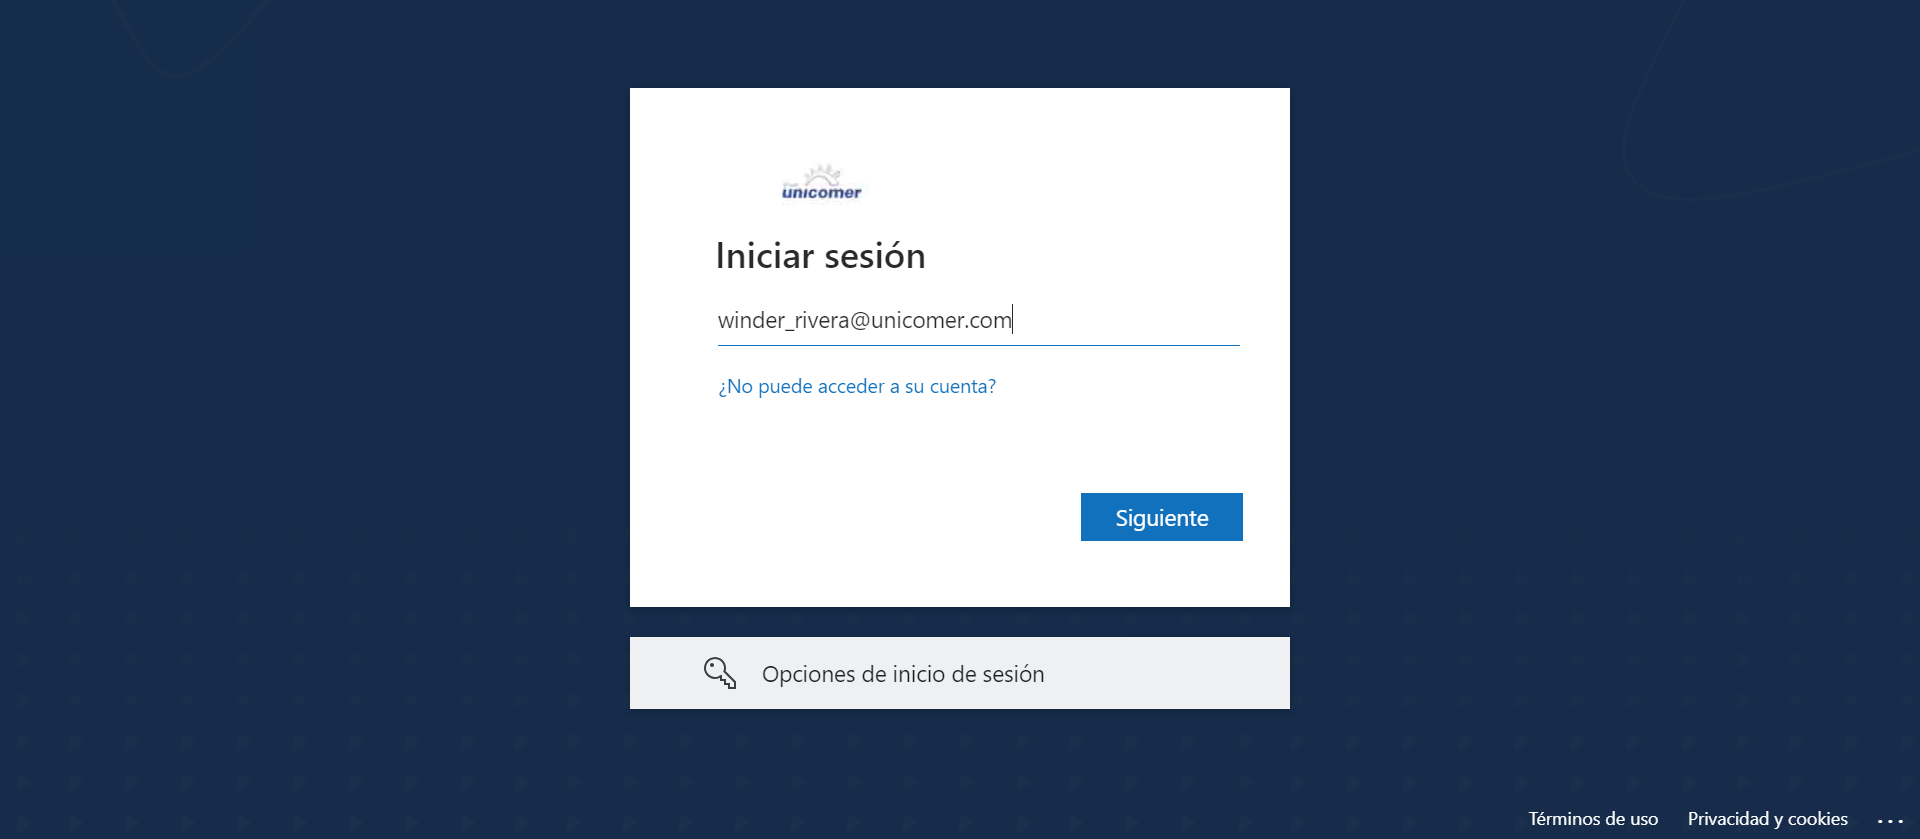 unicomer
Iniciar sesión
winder_rivera@unicomer.com
¿No puede acceder a su cuenta?
Siguiente
Opciones de inicio de sesión
Términos de uso Privacidad y cookies ...